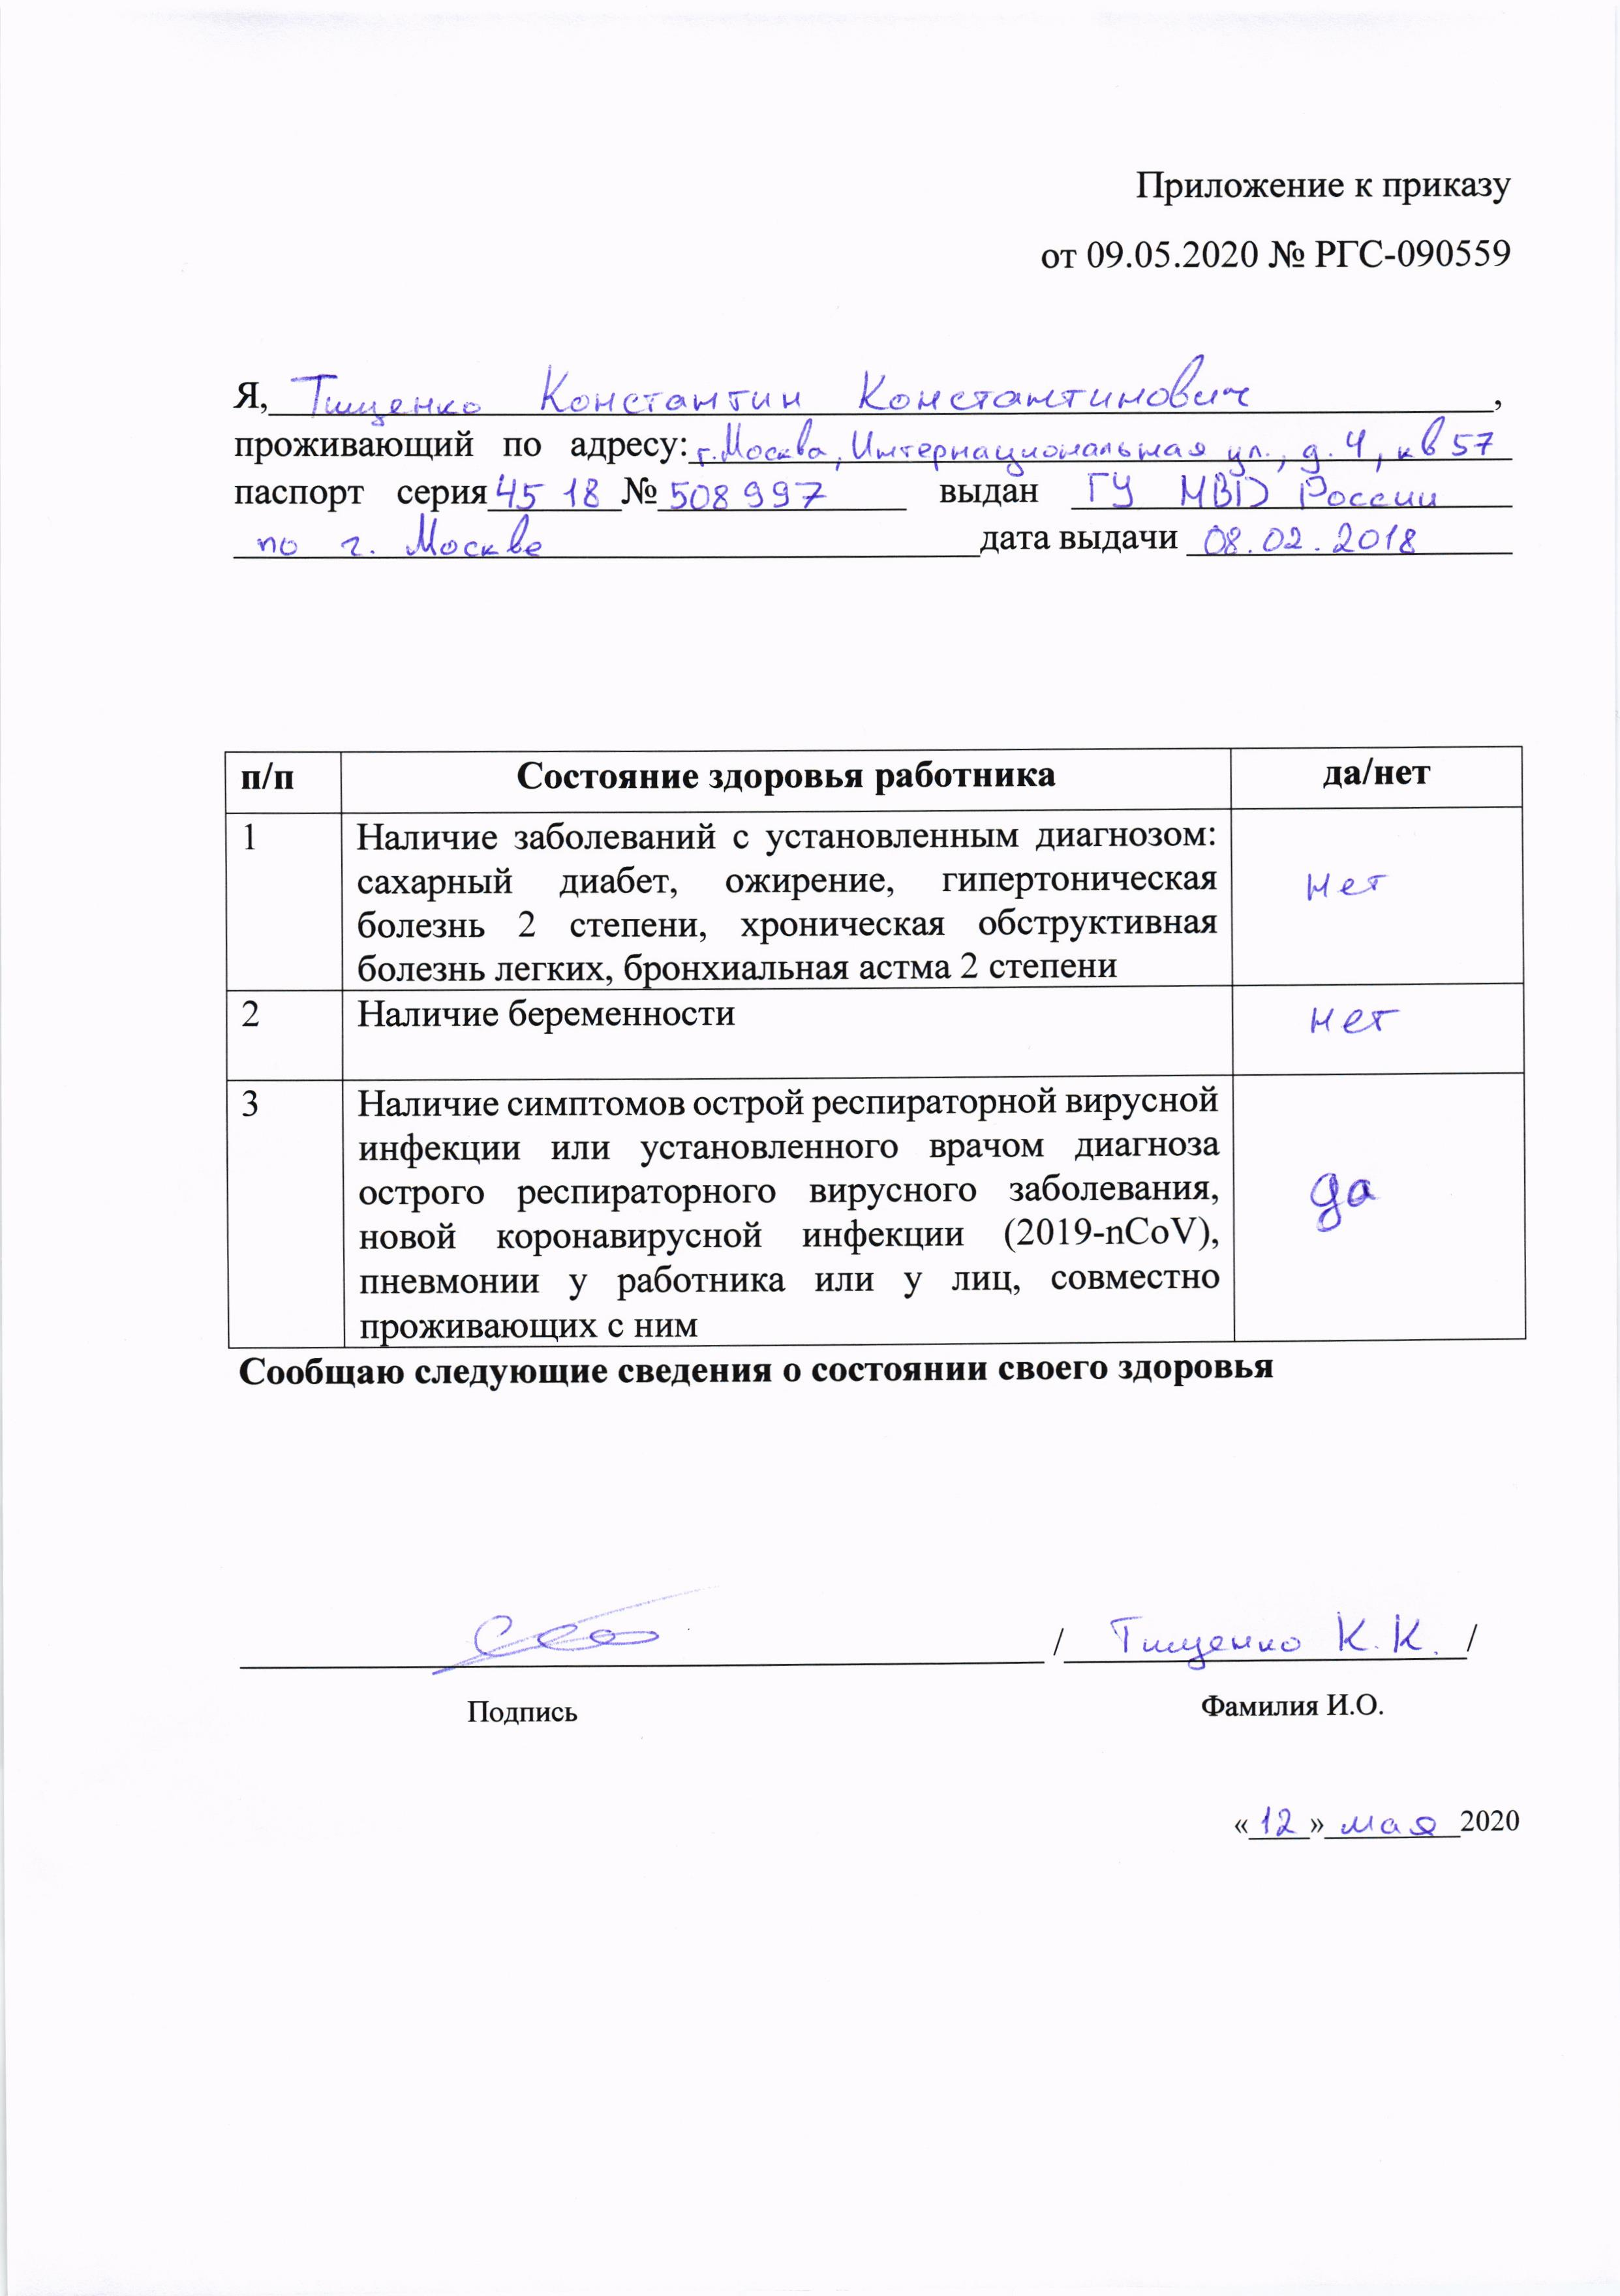 Приложение к приказу
от 09.05.2020 № РГС-090559
Я, Тищенко Константин Константинович,
проживающий по адресу: г. Москва, Интернациональная ул., д. 4, кв 57
паспорт серия 45 18 № 508997 выдан ГУ МВД России
по г. Москве дата выдачи 08.02.2018
п/п Состояние здоровья работника да/нет
1 Наличие заболеваний с установленным диагнозом:
сахарный диабет, ожирение, гипертоническая
болезнь 2 степени, хроническая обструктивная
болезнь легких, бронхиальная астма 2 степени
нет
2 Наличие беременности нет
3 Наличие симптомов острой респираторной вирусной
инфекции или установленного врачом диагноза
острого респираторного вирусного заболевания,
новой коронавирусной инфекции (2019-nCoV),
пневмонии у работника или у лиц, совместно
проживающих с ним
да
Сообщаю следующие сведения о состоянии своего здоровья
/ Тищенко К.К. /
Подпись Фамилия И.О.
«12» мая 2020